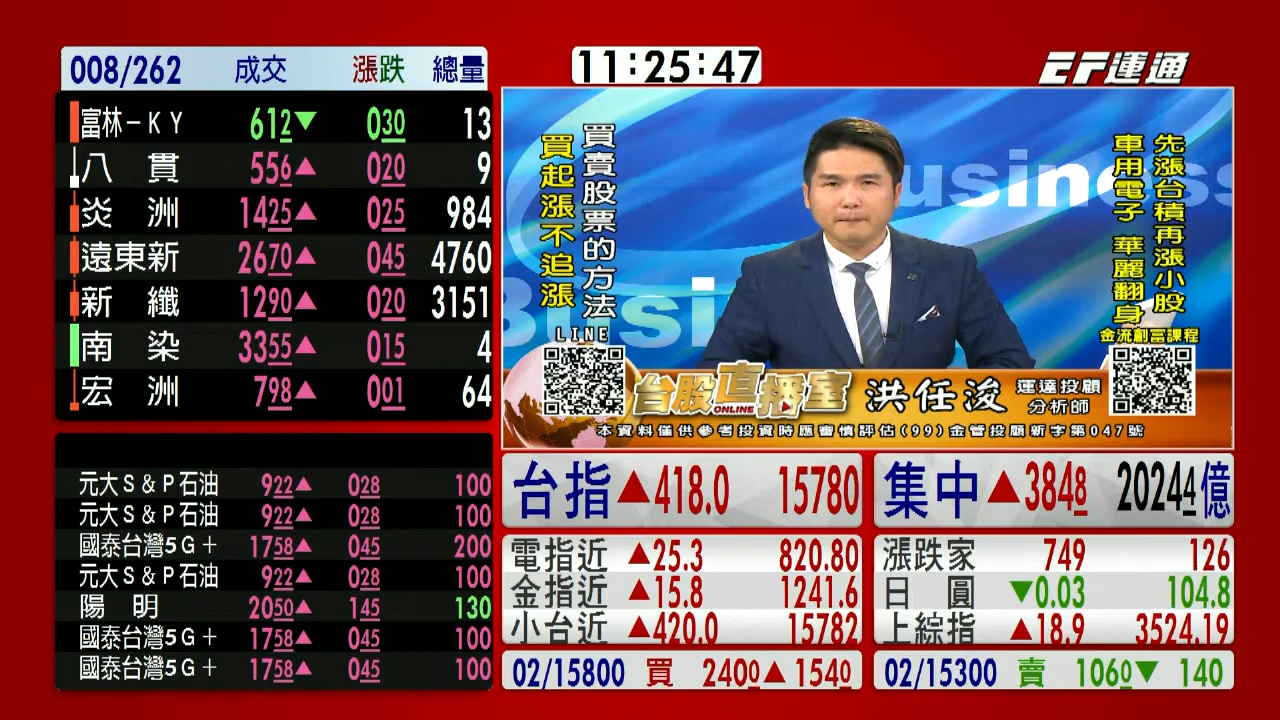 008/262 成交 漲跌 總量
富林－KY 612▼ 030 13
八貫 556▲ 020 9
炎洲 1425▲ 025 984
遠東新 2670▲ 045 4760
新纖 1290▲ 020 3151
南染 3355▲ 015 4
宏洲 798▲ 001 64
元大S&P石油 922▲ 028 100
元大S&P石油 922▲ 028 100
國泰台灣5G＋ 1758▲ 045 200
元大S&P石油 922▲ 028 100
陽明 2050▲ 145 130
國泰台灣5G＋ 1758▲ 045 100
國泰台灣5G＋ 1758▲ 045 100
11:25:47
EF運通
買賣股票的方法
買起漲不追漲
LINE
Business
Busi
先漲台積再漲小股
車用電子 華麗翻身
金流創富課程
台股直播室 ONLINE
洪任浚 運達投顧
分析師
本資料僅供參考投資時應審慎評估(99)金管投顧新字第047號
台指▲418.0 15780
集中▲3848 20244億
電指近▲25.3 820.80
金指近▲15.8 1241.6
小台近▲420.0 15782
漲跌家 749 126
日圓▼0.03 104.8
上綜指▲18.9 3524.19
02/15800 買 2400▲1540
02/15300 賣 1060▼140